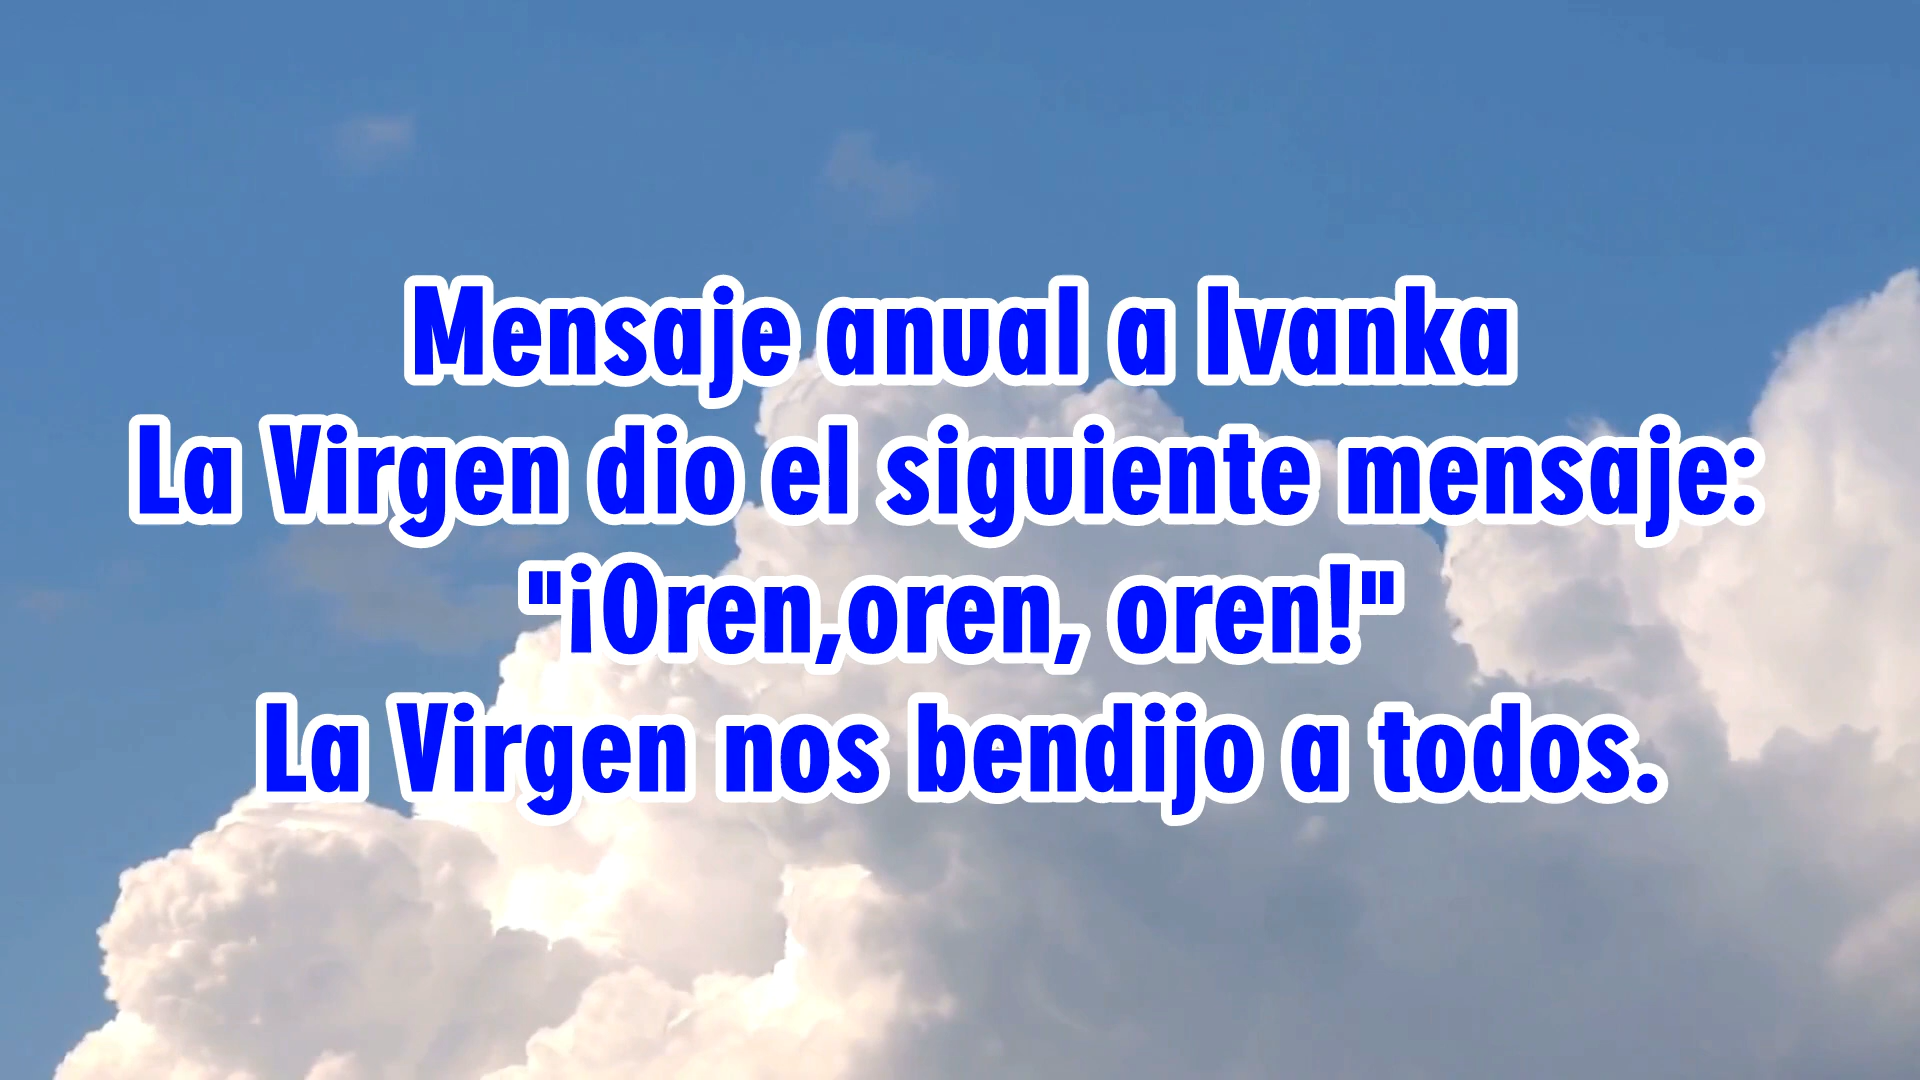 Mensaje anual a Ivanka
La Virgen dio el siguiente mensaje:
"¡Oren,oren, oren!"
La Virgen nos bendijo a todos.